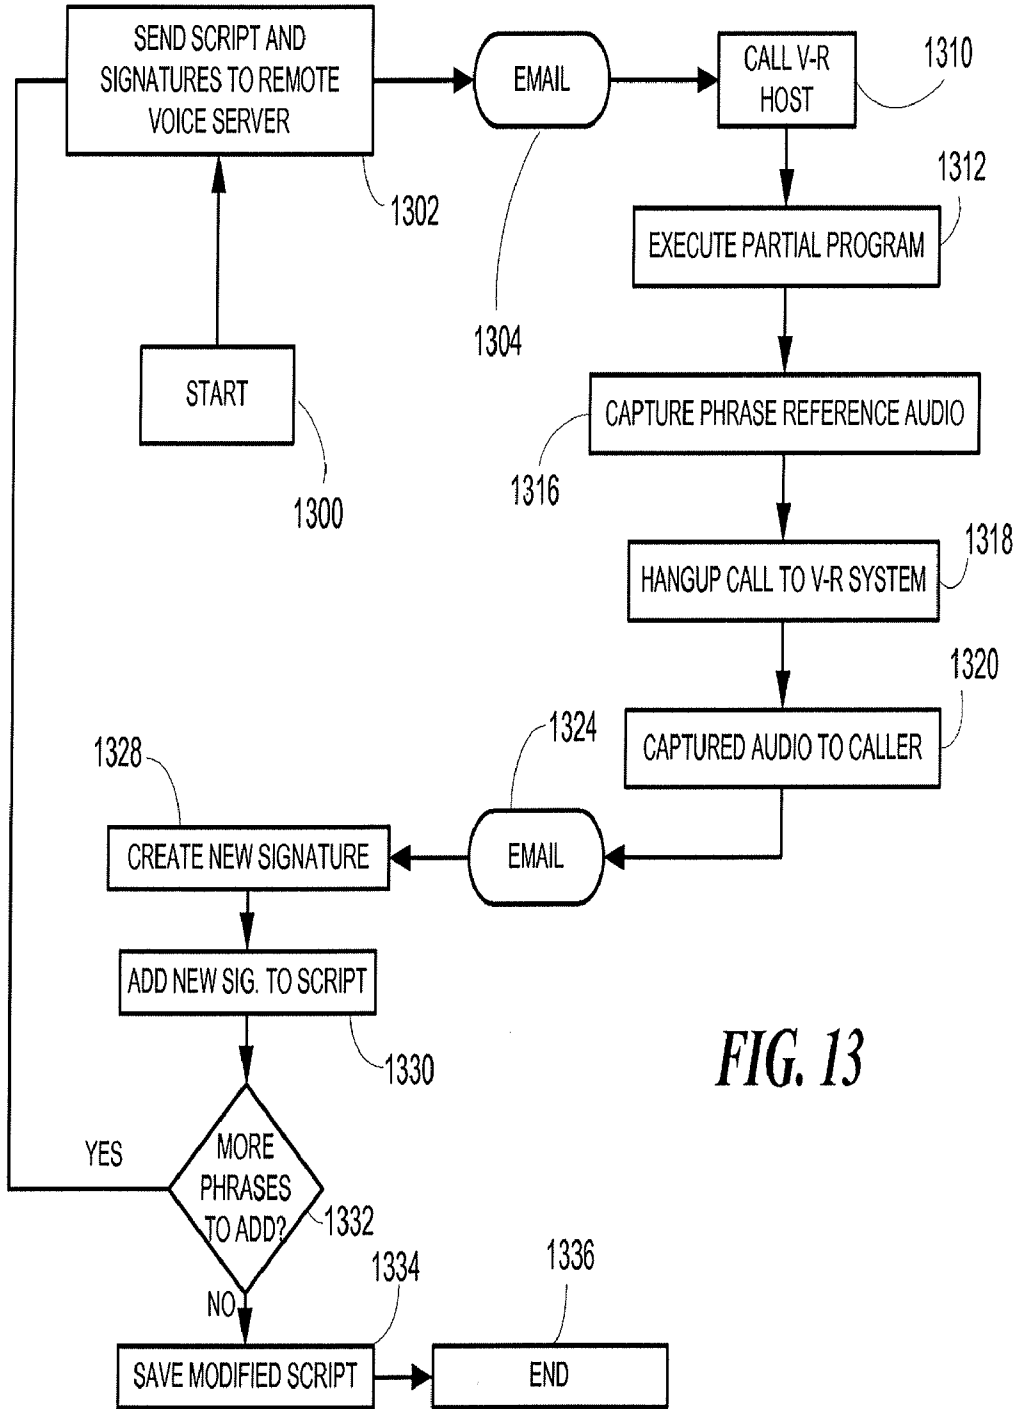 SEND SCRIPT AND
SIGNATURES TO REMOTE
VOICE SERVER
1302
EMAIL
1304
CALL V-R
HOST
1310
1312
EXECUTE PARTIAL PROGRAM
START
1300
CAPTURE PHRASE REFERENCE AUDIO
1316
1318
HANGUP CALL TO V-R SYSTEM
1320
CAPTURED AUDIO TO CALLER
1324
EMAIL
1328
CREATE NEW SIGNATURE
ADD NEW SIG. TO SCRIPT
1330
FIG. 13
YES
MORE
PHRASES
TO ADD?
1332
NO
1334
SAVE MODIFIED SCRIPT
1336
END